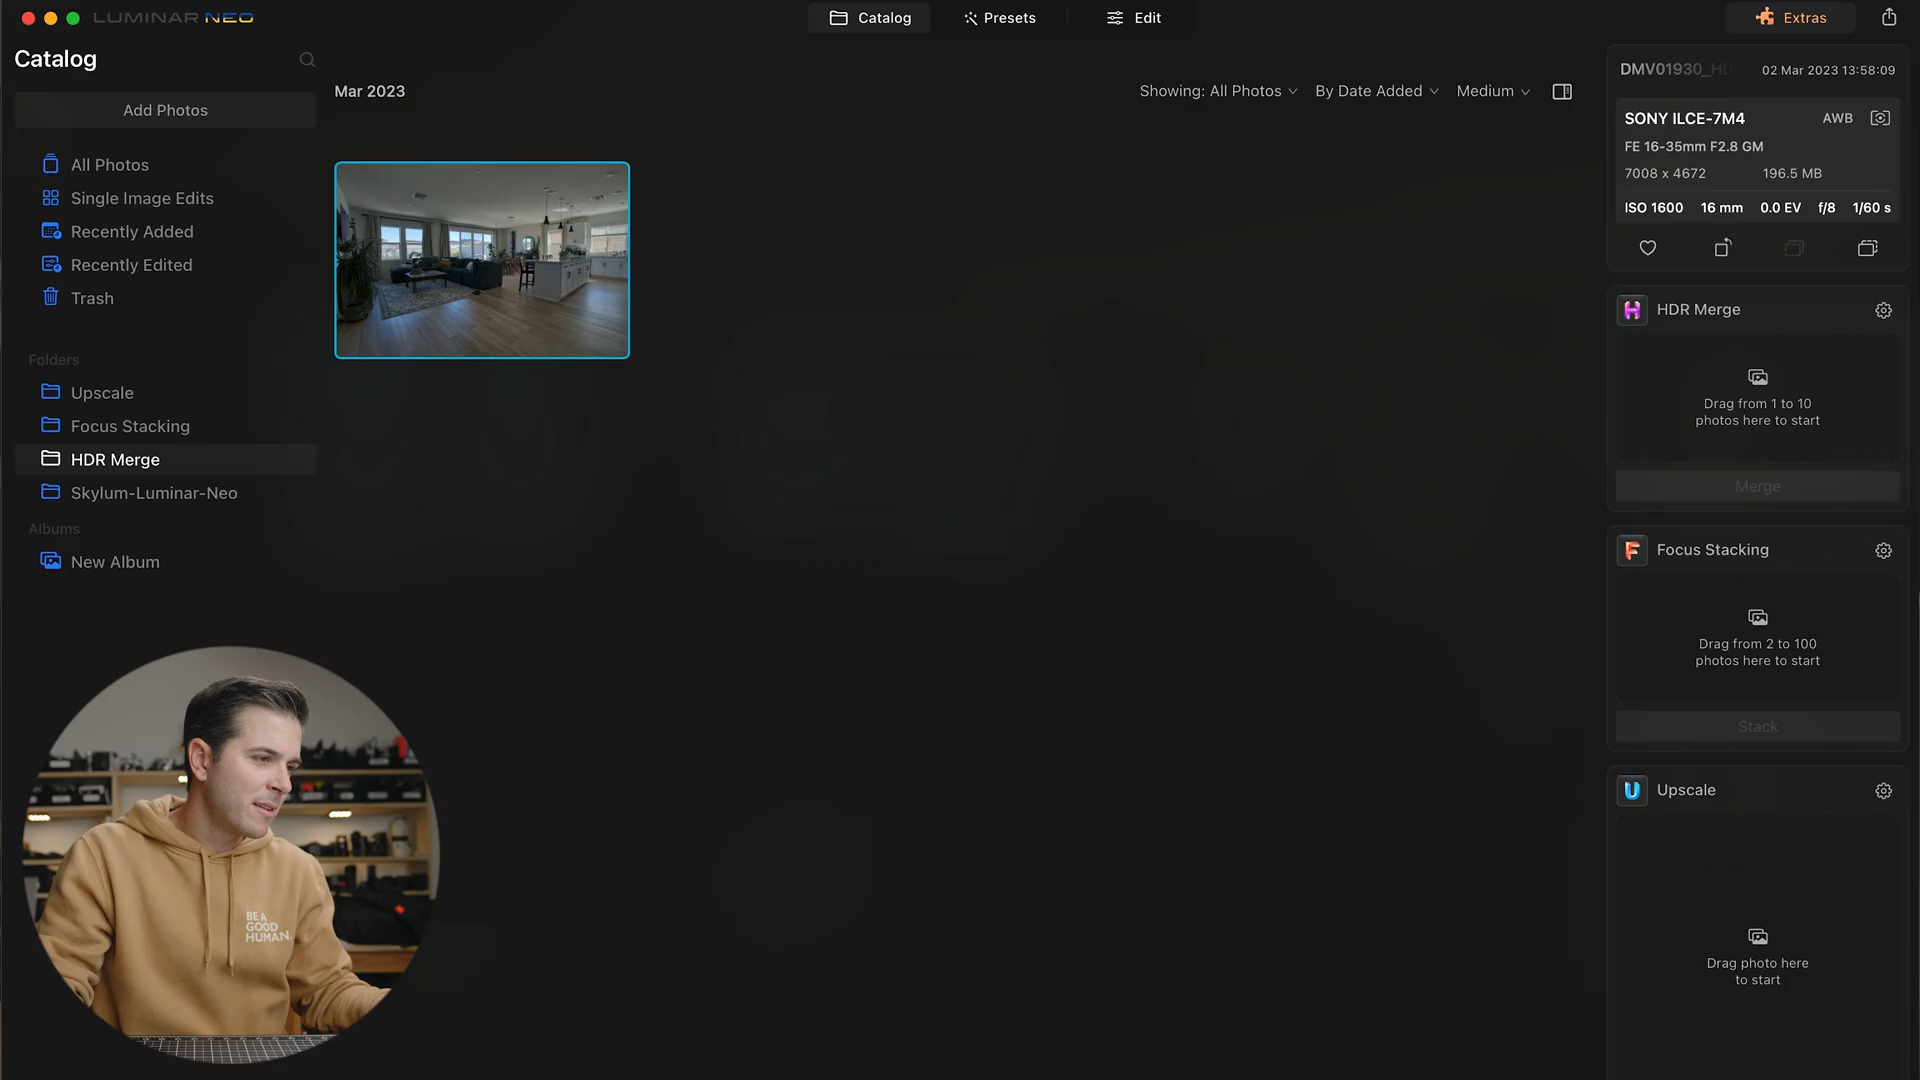 LUMINAR NEO
Catalog
Presets
Edit
Extras
Catalog
Add Photos
All Photos
Single Image Edits
Recently Added
Recently Edited
Trash
Folders
Upscale
Focus Stacking
HDR Merge
Skylum-Luminar-Neo
Albums
New Album
Mar 2023
Showing: All Photos
By Date Added
Medium
DMV01930_HD
02 Mar 2023 13:58:09
SONY ILCE-7M4
AWB
FE 16-35mm F2.8 GM
7008 x 4672
196.5 MB
ISO 1600
16 mm
0.0 EV
f/8
1/60 s
HDR Merge
Drag from 1 to 10
photos here to start
Merge
Focus Stacking
Drag from 2 to 100
photos here to start
Stack
Upscale
Drag photo here
to start
BE A
GOOD
HUMAN.